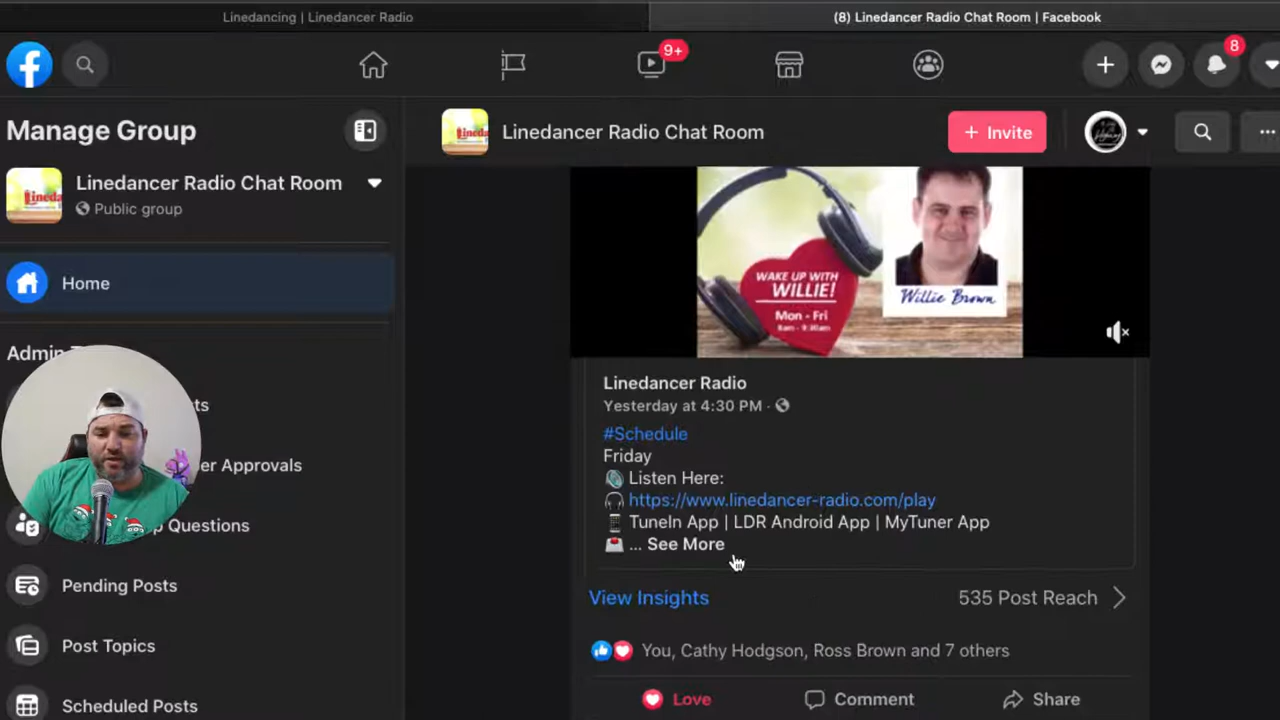 Linedancing | Linedancer Radio
(8) Linedancer Radio Chat Room | Facebook
9+
8
Manage Group
Linedancer Radio Chat Room
Public group
Home
Admin
Pending Posts
Post Topics
Scheduled Posts
Approvals
Questions
Linedancer Radio Chat Room
+ Invite
WAKE UP WITH
WILLIE!
Mon - Fri
8am - 9:30am
Willie Brown
Linedancer Radio
Yesterday at 4:30 PM ·
#Schedule
Friday
Listen Here:
https://www.linedancer-radio.com/play
TuneIn App | LDR Android App | MyTuner App
... See More
View Insights
535 Post Reach
You, Cathy Hodgson, Ross Brown and 7 others
Love
Comment
Share